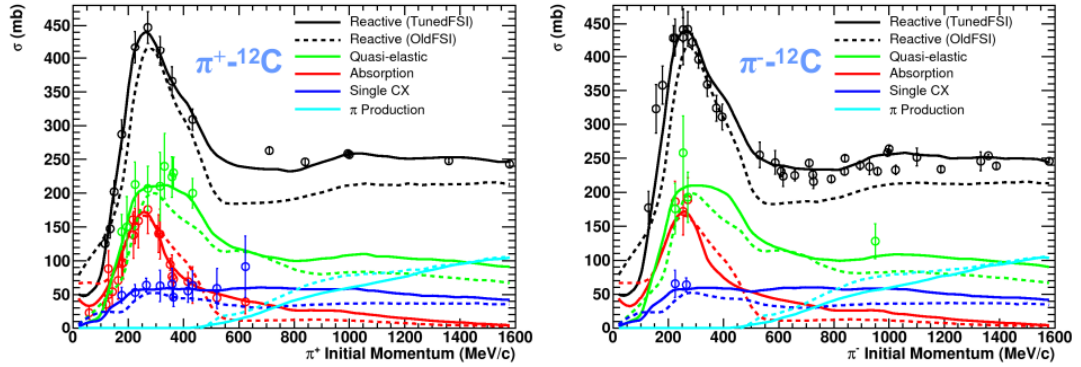 σ (mb)
450
400
350
300
250
200
150
100
50
0
π⁺-¹²C
Reactive (TunedFSI)
Reactive (OldFSI)
Quasi-elastic
Absorption
Single CX
π Production
0 200 400 600 800 1000 1200 1400 1600
π⁺ Initial Momentum (MeV/c)
σ (mb)
450
400
350
300
250
200
150
100
50
0
π⁻-¹²C
Reactive (TunedFSI)
Reactive (OldFSI)
Quasi-elastic
Absorption
Single CX
π Production
0 200 400 600 800 1000 1200 1400 1600
π⁻ Initial Momentum (MeV/c)